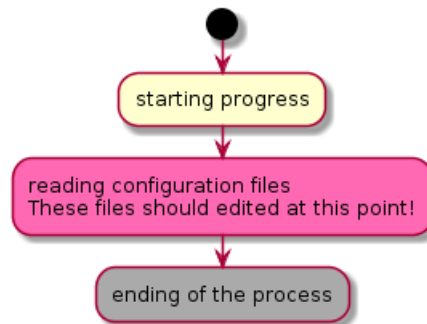 starting progress
reading configuration files
These files should edited at this point!
ending of the process